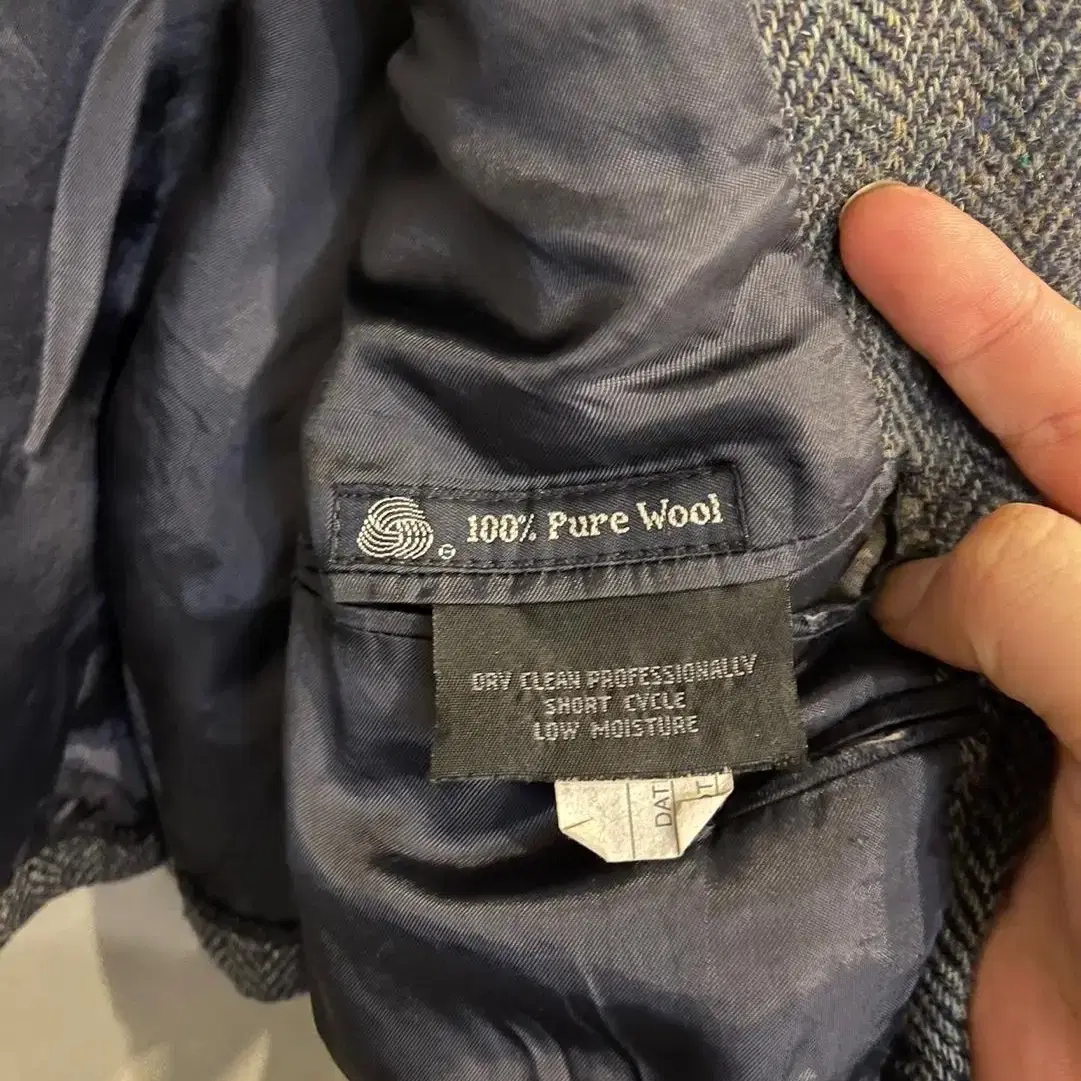 100% Pure Wool
DRY CLEAN PROFESSIONALLY
SHORT CYCLE
LOW MOISTURE
DAT
T